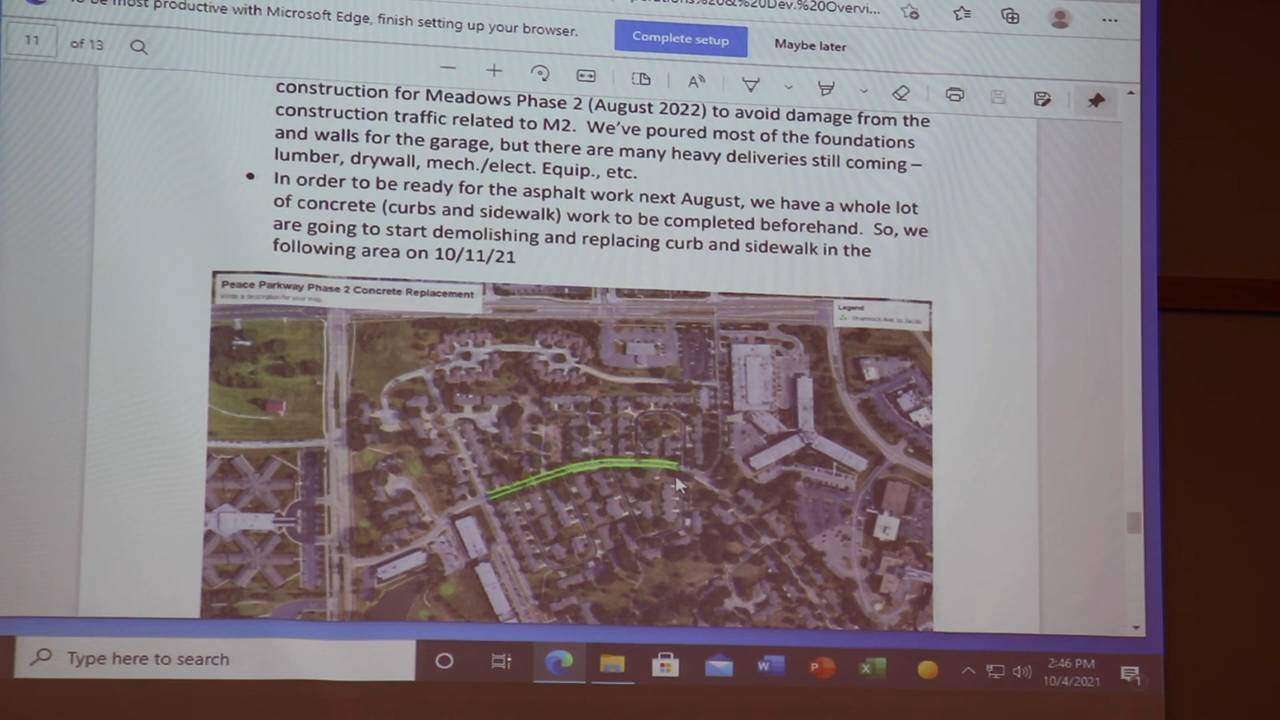 most productive with Microsoft Edge, finish setting up your browser.
Complete setup
Maybe later
11
of 13
construction for Meadows Phase 2 (August 2022) to avoid damage from the
construction traffic related to M2. We've poured most of the foundations
and walls for the garage, but there are many heavy deliveries still coming –
lumber, drywall, mech./elect. Equip., etc.
• In order to be ready for the asphalt work next August, we have a whole lot
of concrete (curbs and sidewalk) work to be completed beforehand. So, we
are going to start demolishing and replacing curb and sidewalk in the
following area on 10/11/21
Peace Parkway Phase 2 Concrete Replacement
Write a description for your map.
Legend
Type here to search
2:46 PM
10/4/2021